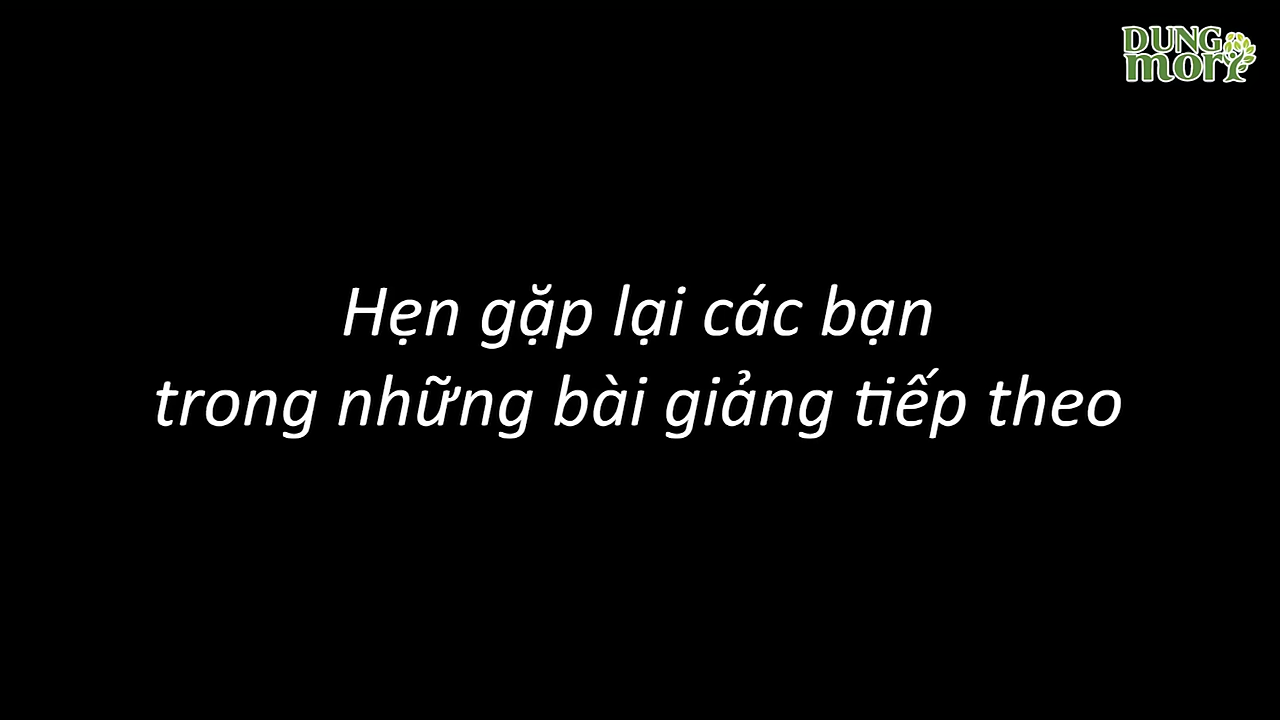 DUNG
mori
Hẹn gặp lại các bạn
trong những bài giảng tiếp theo